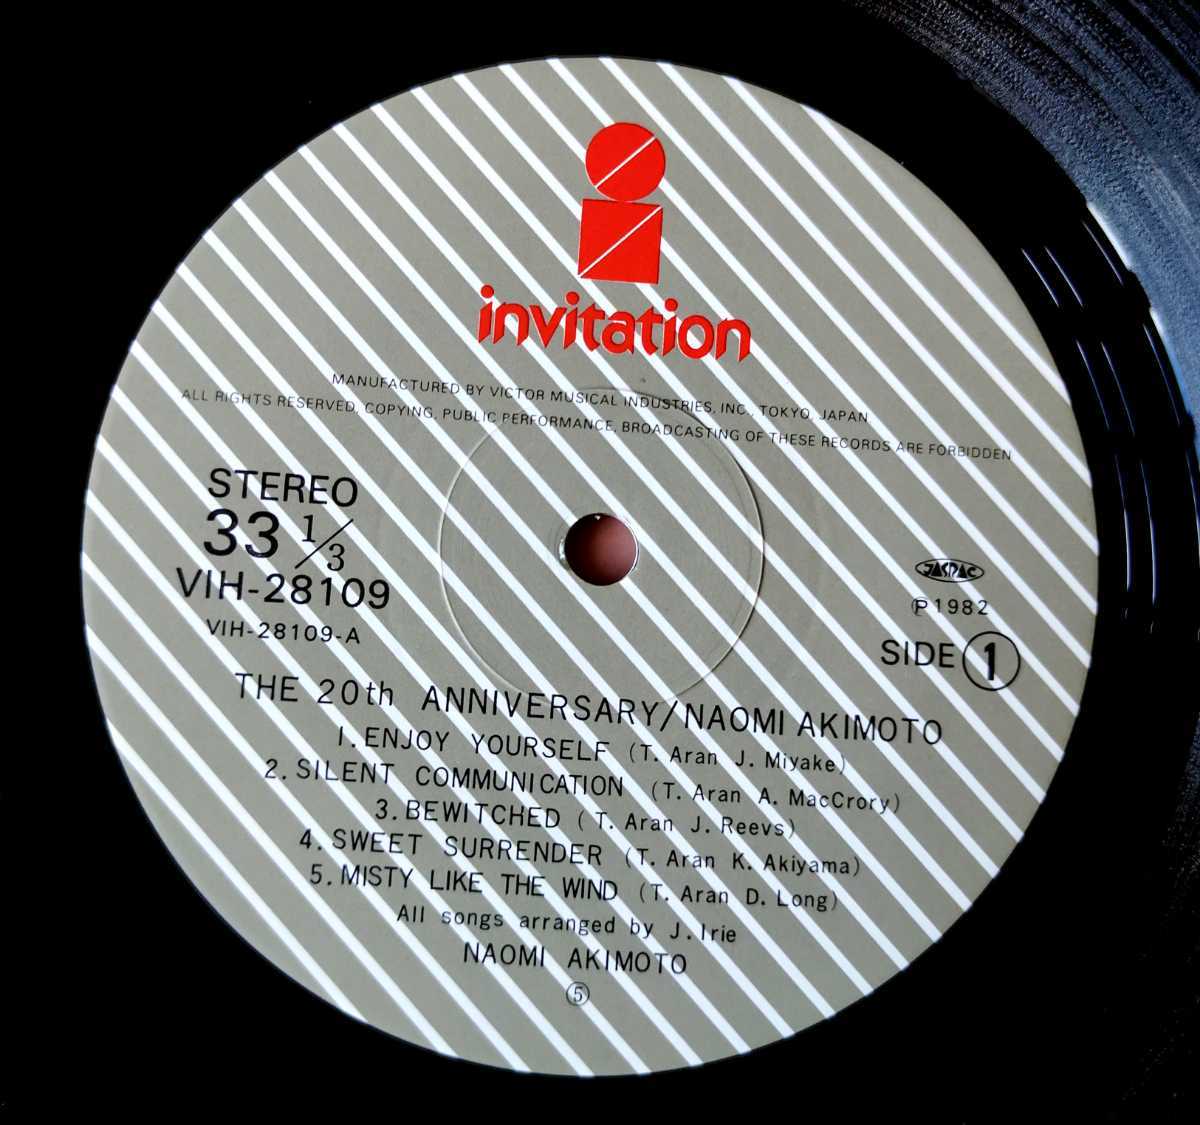 invitation
MANUFACTURED BY VICTOR MUSICAL INDUSTRIES, INC., TOKYO, JAPAN
ALL RIGHTS RESERVED, COPYING, PUBLIC PERFORMANCE, BROADCASTING OF THESE RECORDS ARE FORBIDDEN
STEREO
33 1/3
VIH-28109
VIH-28109-A
JASRAC
Ⓟ1982
SIDE 1
THE 20th ANNIVERSARY/NAOMI AKIMOTO
1. ENJOY YOURSELF (T. Aran J. Miyake)
2. SILENT COMMUNICATION (T. Aran A. MacCrory)
3. BEWITCHED (T. Aran J. Reevs)
4. SWEET SURRENDER (T. Aran K. Akiyama)
5. MISTY LIKE THE WIND (T. Aran D. Long)
All songs arranged by J. Irie
NAOMI AKIMOTO
⑤